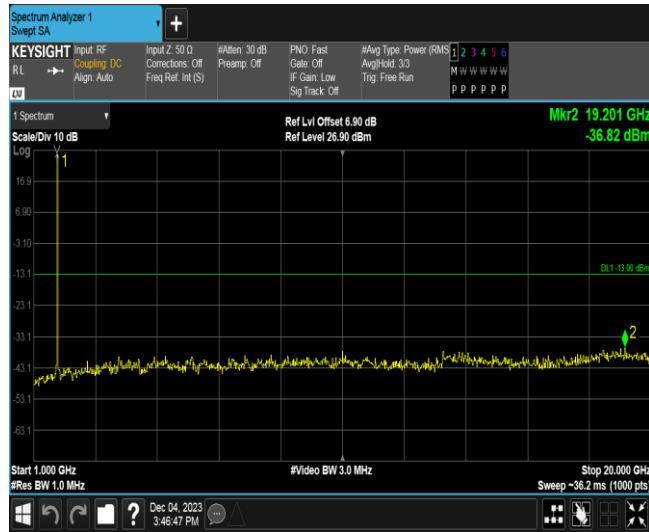 Spectrum Analyzer 1
Swept SA
+
KEYSIGHT
RL
LXI
Input: RF
Coupling: DC
Align: Auto
Input Z: 50 Ω
Corrections: Off
Freq Ref: Int (S)
#Atten: 30 dB
Preamp: Off
PNO: Fast
Gate: Off
IF Gain: Low
Sig Track: Off
#Avg Type: Power (RMS
Avg|Hold: 3/3
Trig: Free Run
1 2 3 4 5 6
M W W W W W
P P P P P P
1 Spectrum
Scale/Div 10 dB
Log
Ref Lvl Offset 6.90 dB
Ref Level 26.90 dBm
Mkr2 19.201 GHz
-36.82 dBm
1
16.9
6.90
-3.10
-13.1
DL1 -13.00 dBm
-23.1
-33.1
2
-43.1
-53.1
-63.1
Start 1.000 GHz
#Res BW 1.0 MHz
#Video BW 3.0 MHz
Stop 20.000 GHz
Sweep ~36.2 ms (1000 pts)
?
Dec 04, 2023
3:46:47 PM